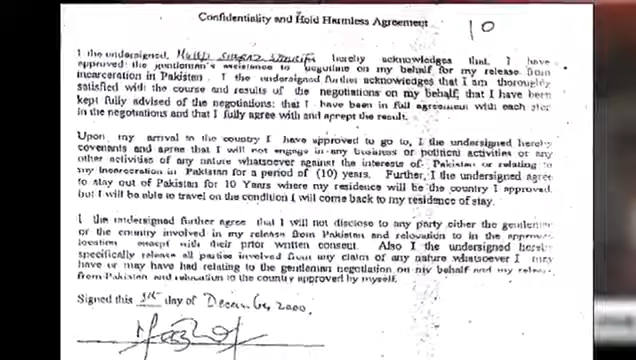 Confidentiality and Hold Harmless Agreement
10
I the undersigned, hereby acknowledges that, I have
approved the gentleman's assistance to negotiate on my behalf for my release from
incarceration in Pakistan. I the undersigned further acknowledges that I am thoroughly
satisfied with the course and results of the negotiations on my behalf, that I have been
kept fully advised of the negotiations: that I have been in full agreement with each step
in the negotiations and that I fully agree with and accept the result.
Upon my arrival to the country I have approved to go to, I the undersigned hereby
covenants and agree that I will not engage in any business or political activities or any
other activities of any nature whatsoever against the interests of Pakistan or relating to
my incarceration in Pakistan for a period of (10) years. Further, I the undersigned agree
to stay out of Pakistan for 10 Years where my residence will be the country I approved,
but I will be able to travel on the condition I will come back to my residence of stay.
I the undersigned further agree that I will not disclose to any party either the gentleman
or the country involved in my release from Pakistan and relovation to in the approved
location except with their prior written consent. Also I the undersigned hereby
specifically release all parties involved from any claim of any nature whatsoever I may
have or may have had relating to the gentleman negotiation on my behalf and my release
from Pakistan and relocation to the country approved by myself.
Signed this day of December, 2000.